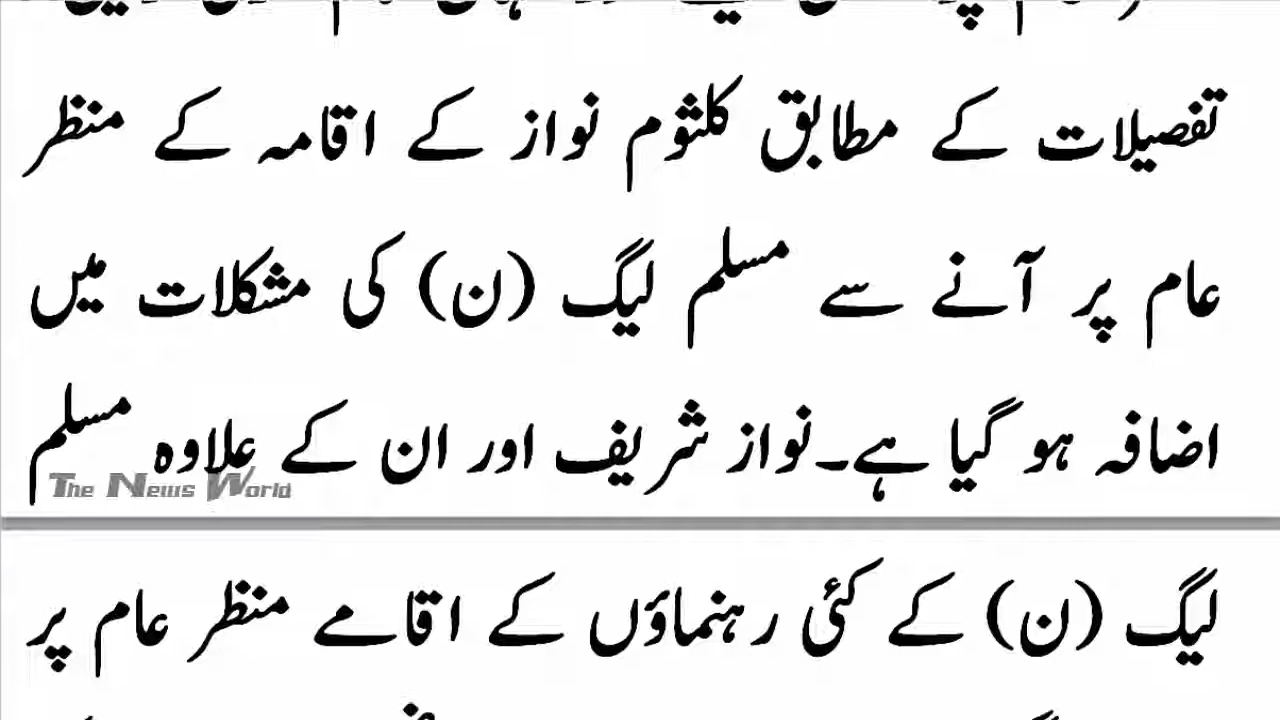 تفصیلات کے مطابق کلثوم نواز کے اقامہ کے منظر
عام پر آنے سے مسلم لیگ (ن) کی مشکلات میں
اضافہ ہو گیا ہے۔نواز شریف اور ان کے علاوہ مسلم
The News World
لیگ (ن) کے کئی رہنماؤں کے اقامے منظر عام پر